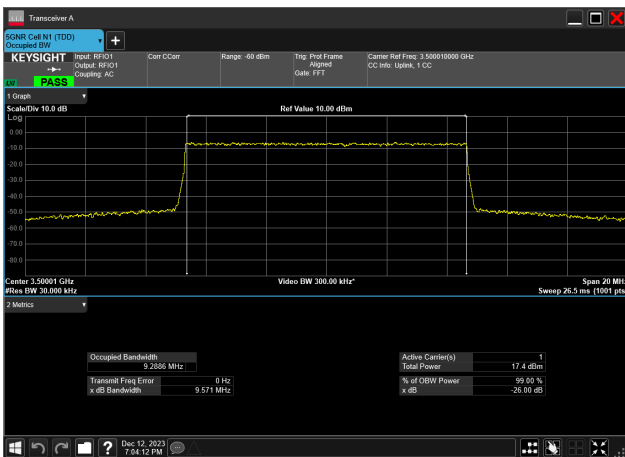 Transceiver A
5GNR Cell N1 (TDD)
Occupied BW
KEYSIGHT
LV
PASS
Input: RFIO1
Output: RFIO1
Coupling: AC
Corr CCorr
Range: -60 dBm
Trig: Prot Frame
Aligned
Gate: FFT
Carrier Ref Freq: 3.500010000 GHz
CC Info: Uplink, 1 CC
1 Graph
Scale/Div 10.0 dB
Ref Value 10.00 dBm
Log
0.00
-10.0
-20.0
-30.0
-40.0
-50.0
-60.0
-70.0
-80.0
Center 3.50001 GHz
Video BW 300.00 kHz*
Span 20 MHz
#Res BW 30.000 kHz
Sweep 26.5 ms (1001 pts
2 Metrics
Occupied Bandwidth
9.2886 MHz
Transmit Freq Error 0 Hz
x dB Bandwidth 9.571 MHz
Active Carrier(s) 1
Total Power 17.4 dBm
% of OBW Power 99.00 %
x dB -26.00 dB
Dec 12, 2023
7:04:12 PM